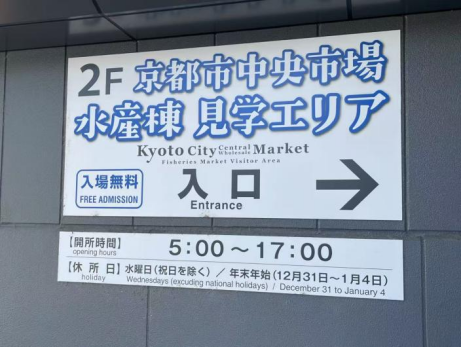 2F 京都市中央市場
水産棟 見学エリア
Kyoto City Central Wholesale Market
Fisheries Market Visitor Area
入場無料
FREE ADMISSION
入口
Entrance
【開所時間】 5:00～17:00
opening hours
【休 所 日】 水曜日(祝日を除く) ／ 年末年始(12月31日～1月4日)
holiday Wednesdays (excuding national holidays) / December 31 to January 4